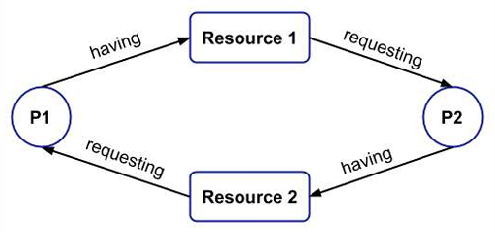 having
Resource 1
requesting
P1
P2
requesting
having
Resource 2